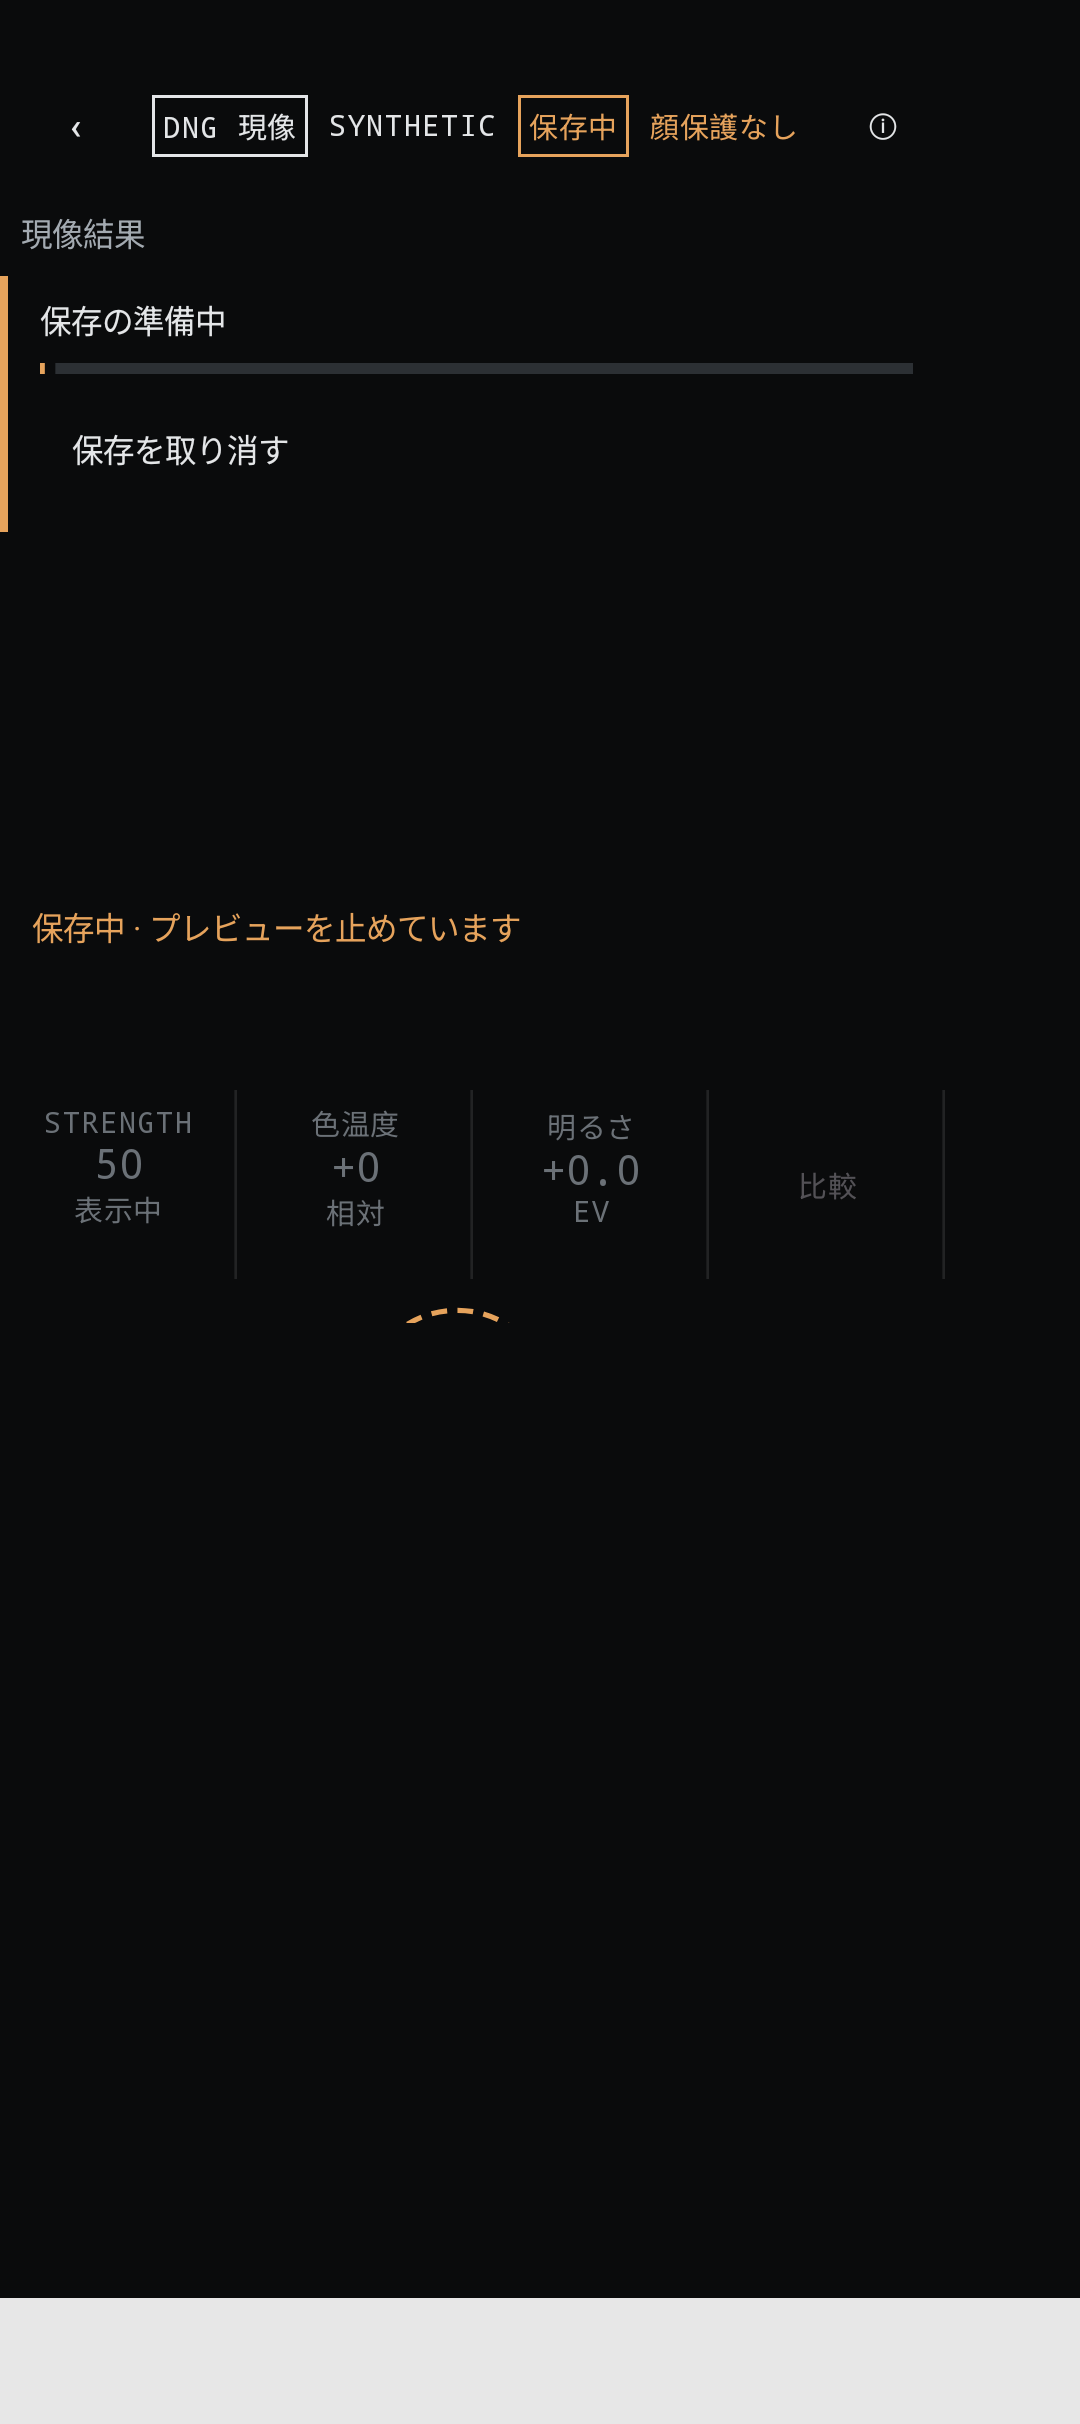 ‹ DNG 現像 SYNTHETIC 保存中 顔保護なし ⓘ
現像結果
保存の準備中
保存を取り消す
保存中 · プレビューを止めています
STRENGTH 色温度 明るさ 比較
50 +0 +0.0
表示中 相対 EV